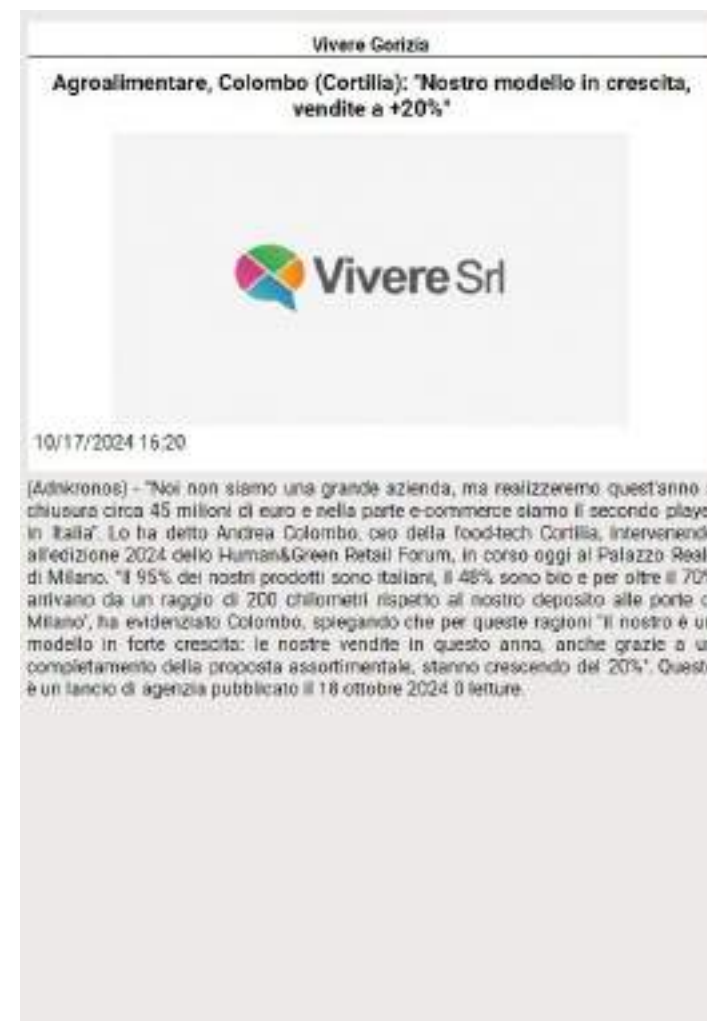 Vivere Gorizia
Agroalimentare, Colombo (Cortilia): "Nostro modello in crescita,
vendite a +20%"
Vivere Srl
10/17/2024 16:20
(Adnkronos) - "Noi non siamo una grande azienda, ma realizzeremo quest'anno
chiusura circa 45 milioni di euro e nella parte e-commerce siamo il secondo playe
in Italia". Lo ha detto Andrea Colombo, ceo della food-tech Cortilia, intervenend
all'edizione 2024 dello Human&Green Retail Forum, in corso oggi al Palazzo Real
di Milano. "Il 95% dei nostri prodotti sono italiani, il 48% sono bio e per oltre il 70%
arrivano da un raggio di 200 chilometri rispetto al nostro deposito alle porte d
Milano", ha evidenziato Colombo, spiegando che per queste ragioni "il nostro è un
modello in forte crescita: le nostre vendite in questo anno, anche grazie a un
completamento della proposta assortimentale, stanno crescendo del 20%". Quest
è un lancio di agenzia pubblicato il 18 ottobre 2024 0 letture.